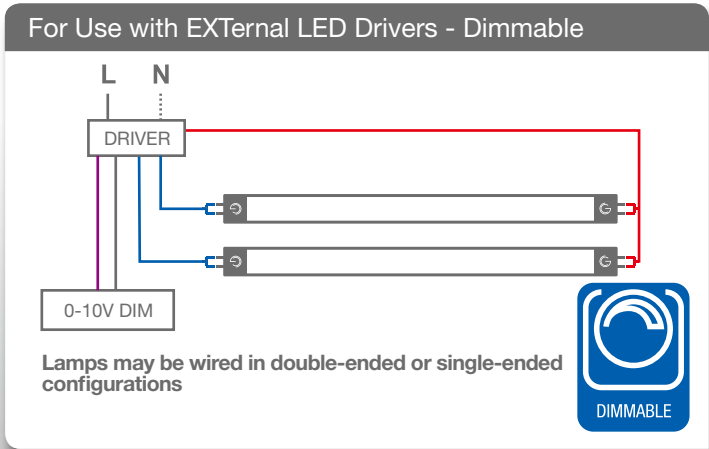 For Use with EXTernal LED Drivers - Dimmable
L N
DRIVER
0-10V DIM
Lamps may be wired in double-ended or single-ended
configurations
DIMMABLE